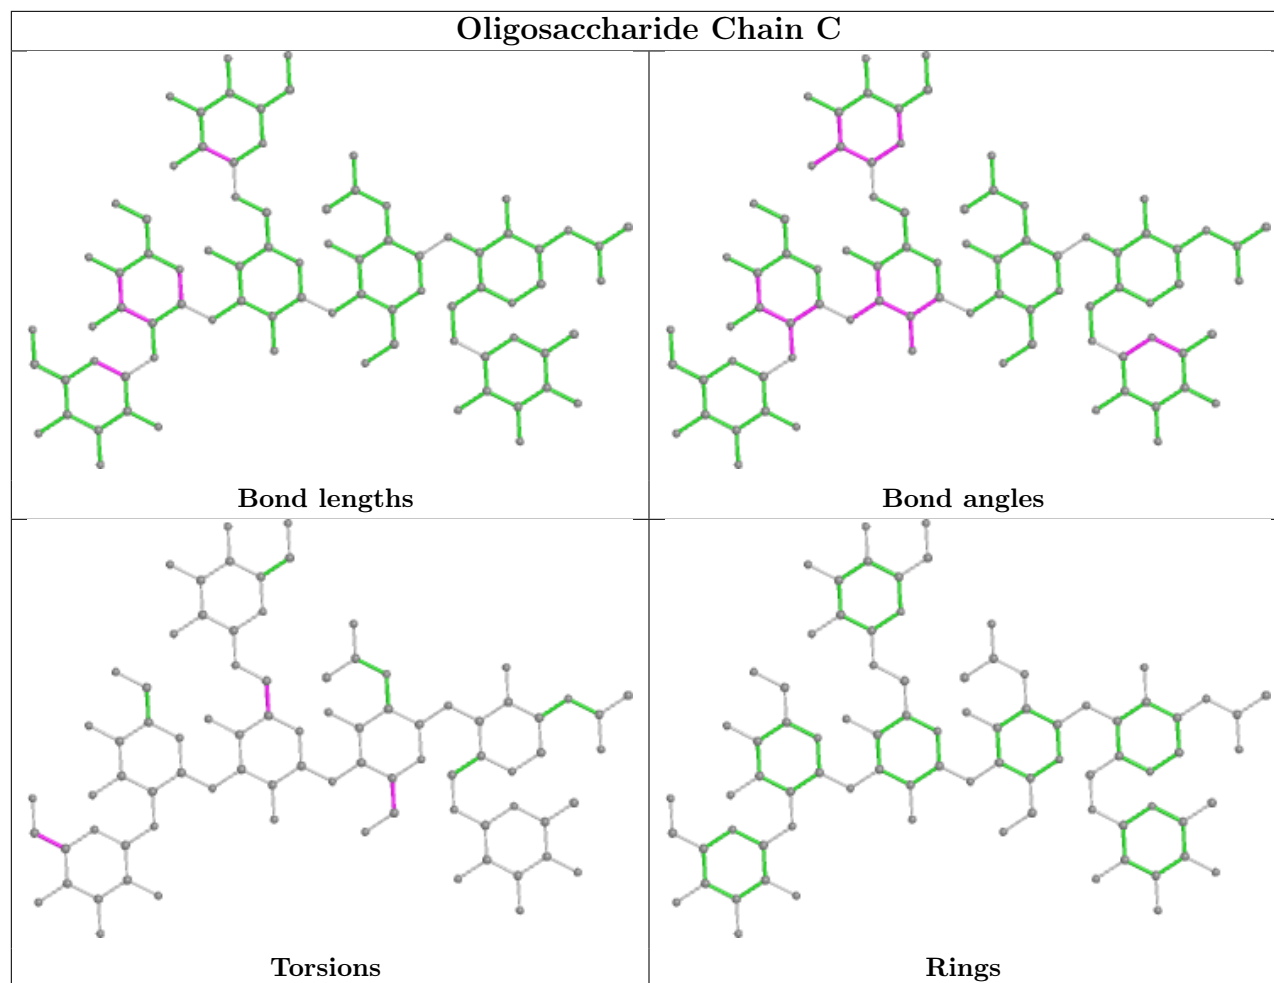 Oligosaccharide Chain C
Bond lengths
Bond angles
Torsions
Rings